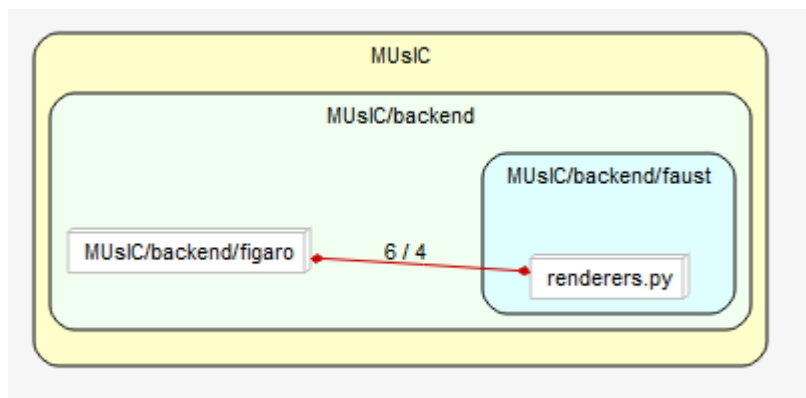 MUsIC
MUsIC/backend
MUsIC/backend/faust
MUsIC/backend/figaro
6 / 4
renderers.py